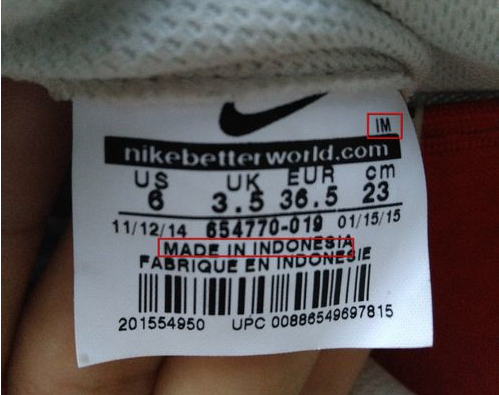 IM
nikebetterworld.com
US UK EUR cm
6 3.5 36.5 23
11/12/14 654770-019 01/15/15
MADE IN INDONESIA
FABRIQUE EN INDONESIE
201554950 UPC 00886549697815